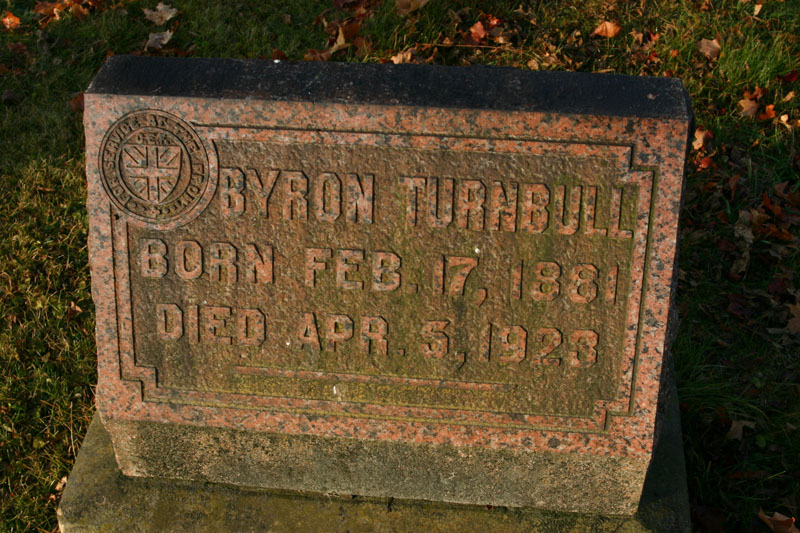 BYRON TURNBULL
BORN FEB. 17, 1881
DIED APR. 5, 1923